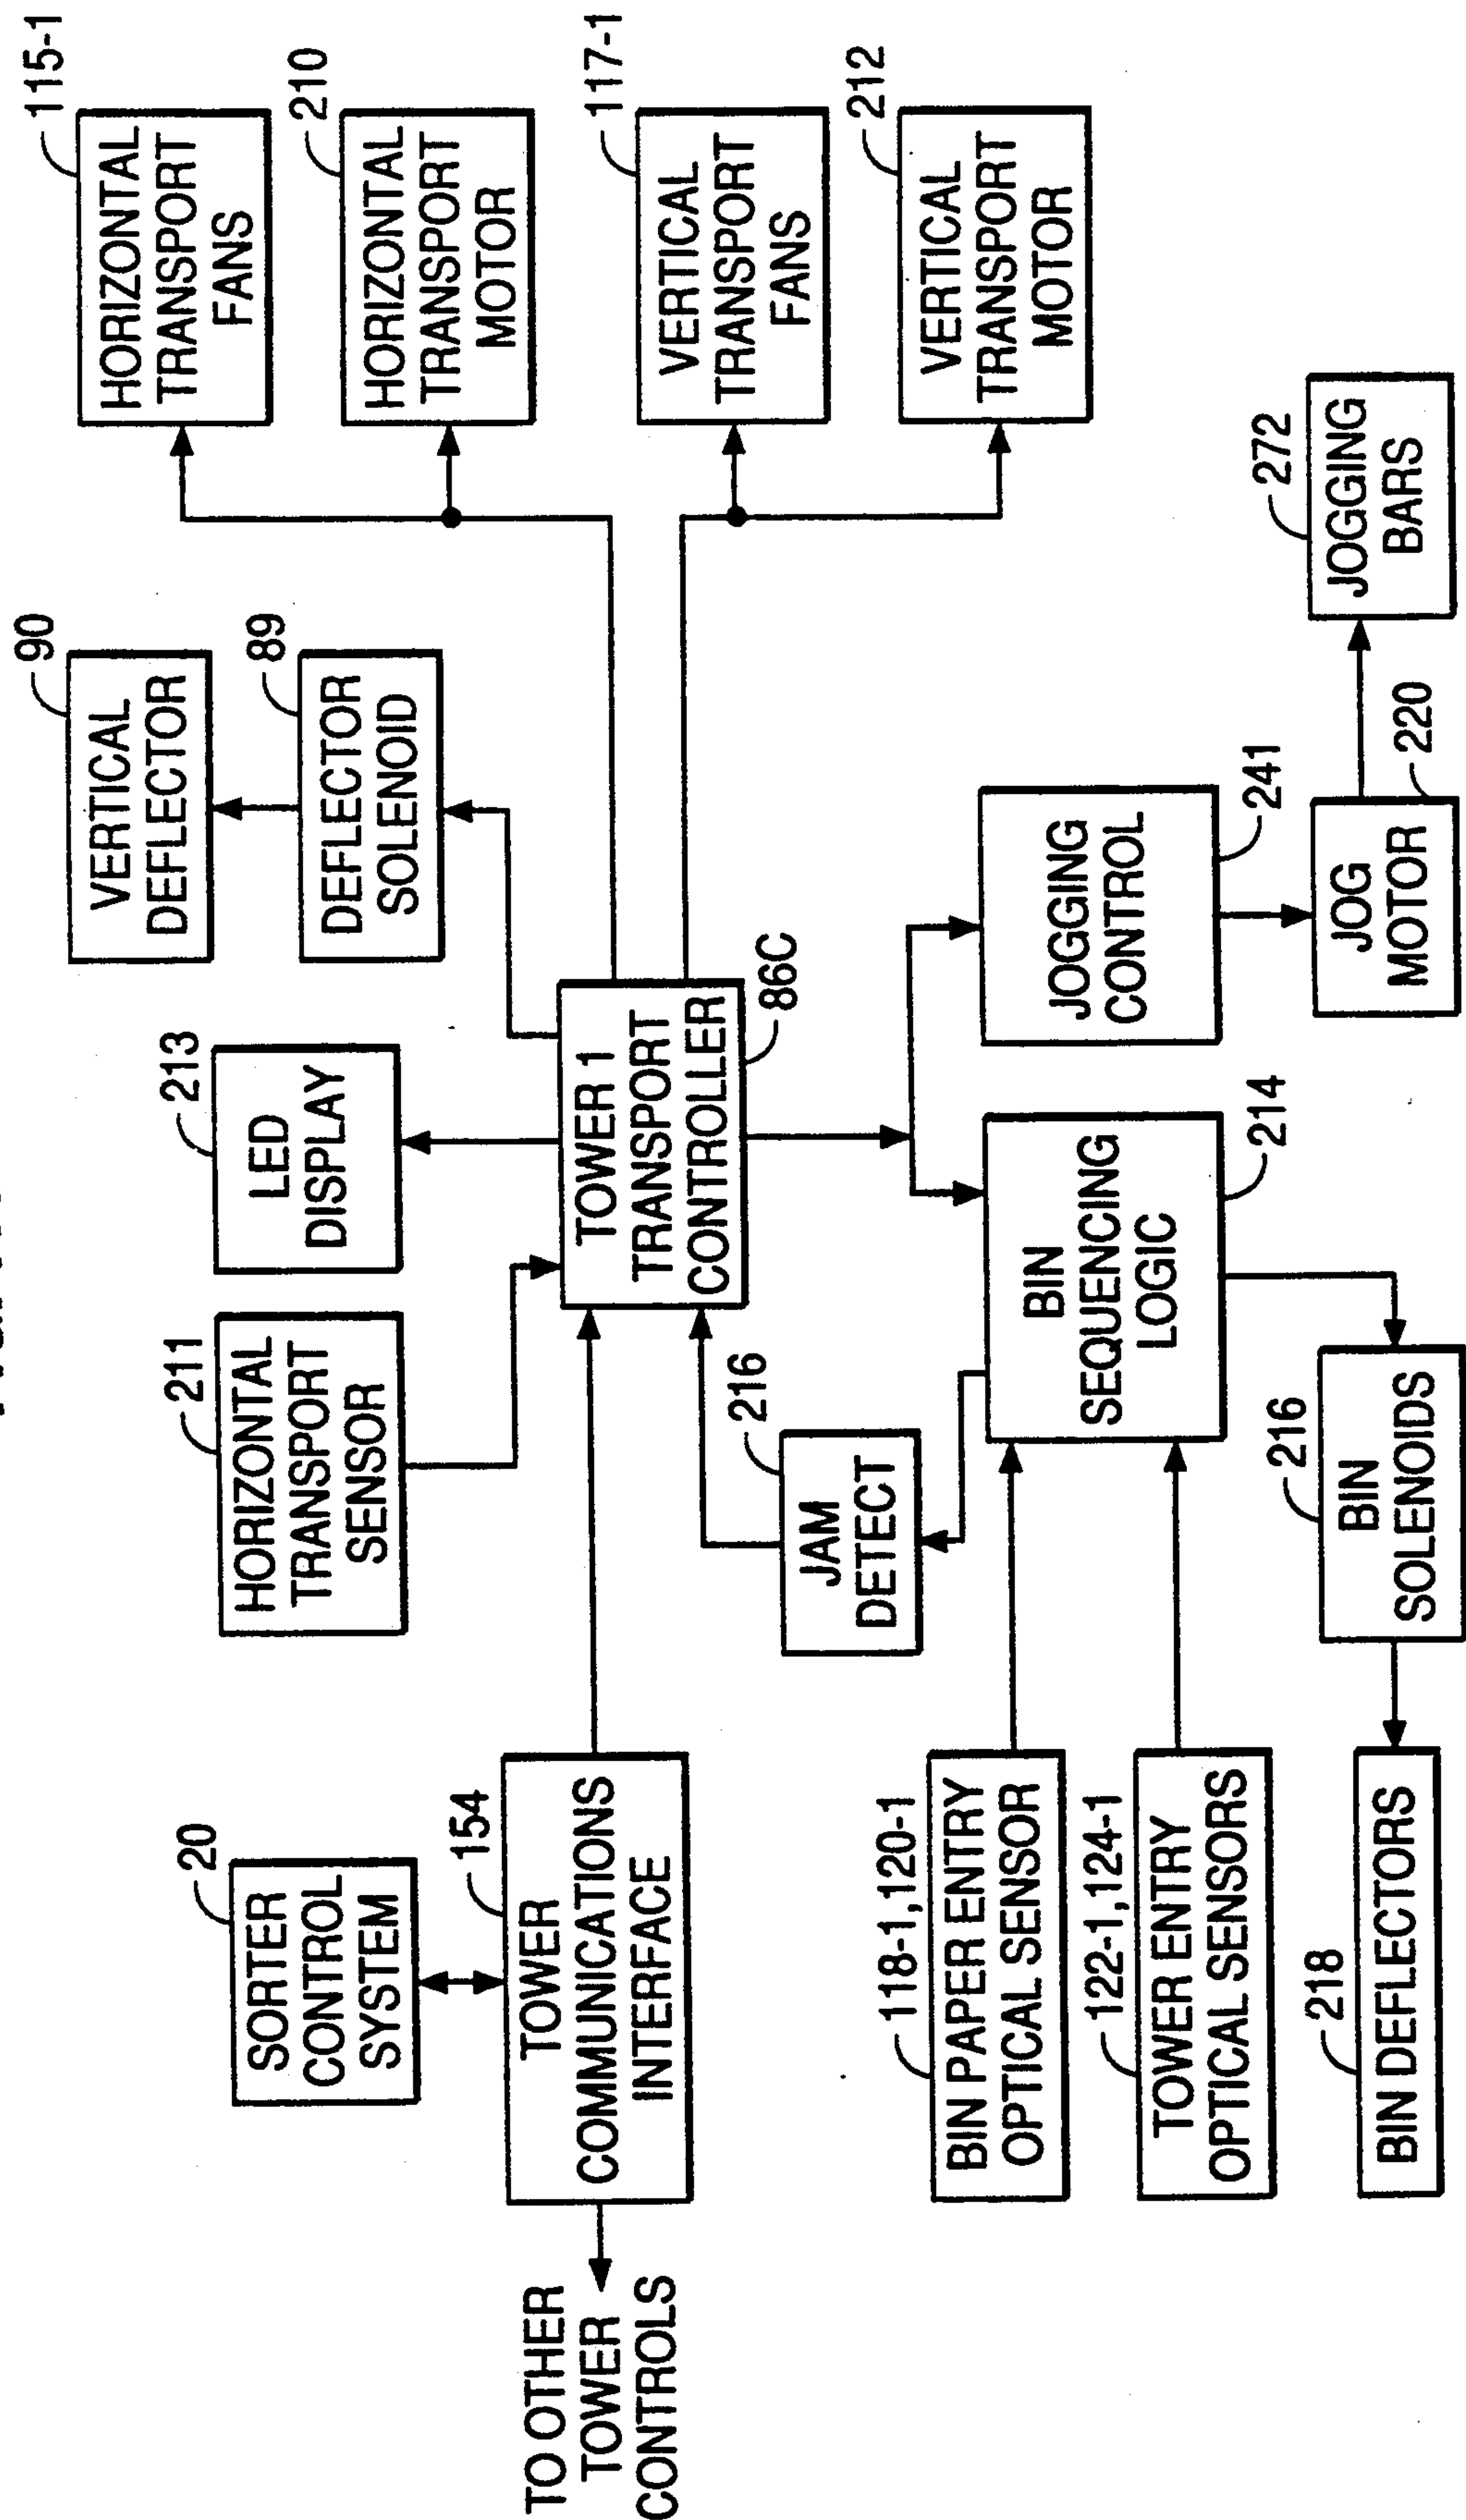 90
VERTICAL
DEFLECTOR
89
DEFLECTOR
SOLENOID
115-1
HORIZONTAL
TRANSPORT
FANS
210
HORIZONTAL
TRANSPORT
MOTOR
117-1
VERTICAL
TRANSPORT
FANS
212
VERTICAL
TRANSPORT
MOTOR
20
SORTER
CONTROL
SYSTEM
211
HORIZONTAL
TRANSPORT
SENSOR
213
LED
DISPLAY
TO OTHER
TOWER
CONTROLS
154
TOWER
COMMUNICATIONS
INTERFACE
TOWER 1
TRANSPORT
CONTROLLER
86C
216
JAM
DETECT
118-1,120-1
BIN PAPER ENTRY
OPTICAL SENSOR
122-1,124-1
TOWER ENTRY
OPTICAL SENSORS
BIN
SEQUENCING
LOGIC
214
JOGGING
CONTROL
241
218
BIN DEFLECTORS
216
BIN
SOLENOIDS
JOG
MOTOR
220
272
JOGGING
BARS